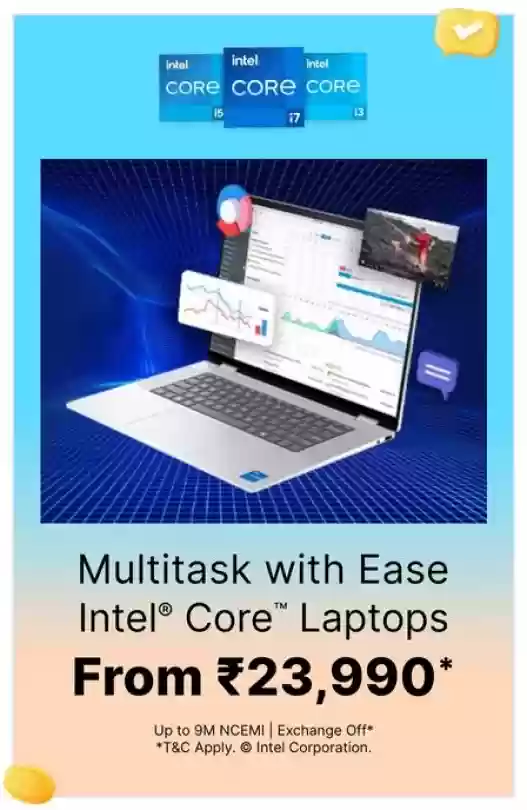 intel
CORE
i5
intel
CORE
i7
intel
CORE
i3
Multitask with Ease
Intel® Core™ Laptops
From ₹23,990*
Up to 9M NCEMI | Exchange Off*
*T&C Apply. © Intel Corporation.